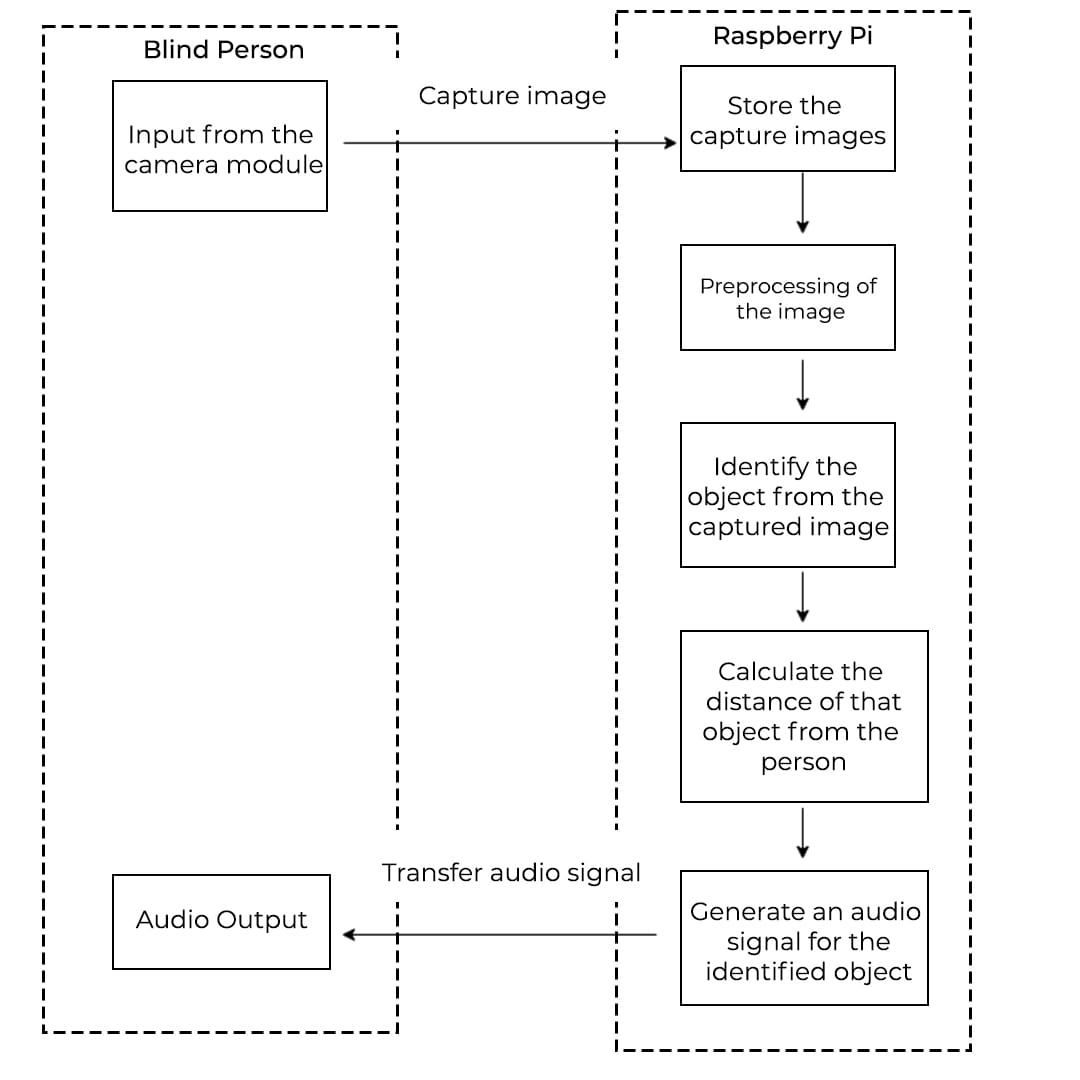 Blind Person
Raspberry Pi
Input from the
camera module
Capture image
Store the
capture images
Preprocessing of
the image
Identify the
object from the
captured image
Calculate the
distance of that
object from the
person
Generate an audio
signal for the
identified object
Transfer audio signal
Audio Output